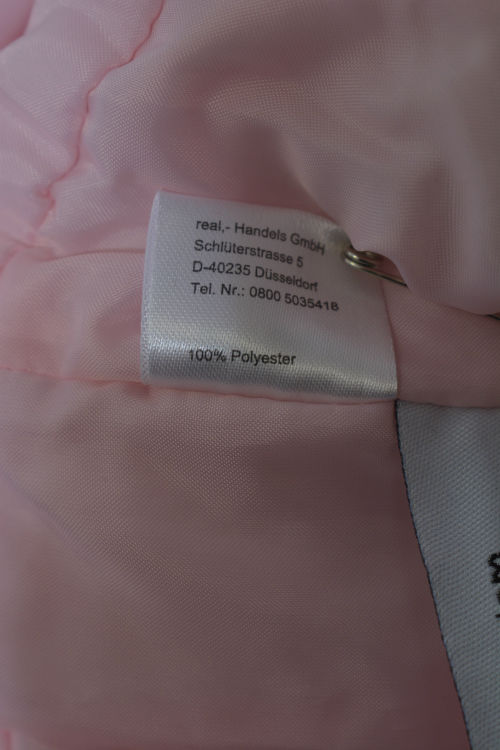 real,- Handels GmbH
Schlüterstrasse 5
D-40235 Düsseldorf
Tel. Nr.: 0800 5035418
100% Polyester